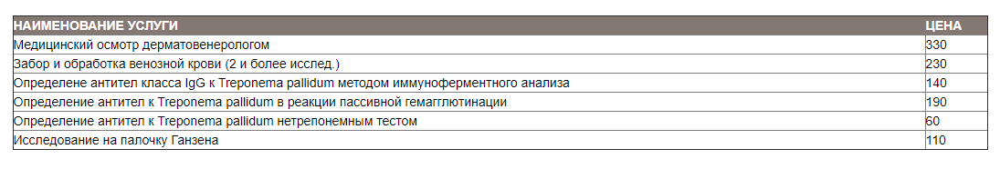 НАИМЕНОВАНИЕ УСЛУГИ ЦЕНА
Медицинский осмотр дерматовенерологом 330
Забор и обработка венозной крови (2 и более исслед.) 230
Определене антител класса IgG к Treponema pallidum методом иммуноферментного анализа 140
Определение антител к Treponema pallidum в реакции пассивной гемагглютинации 190
Определение антител к Treponema pallidum нетрепонемным тестом 60
Исследование на палочку Ганзена 110